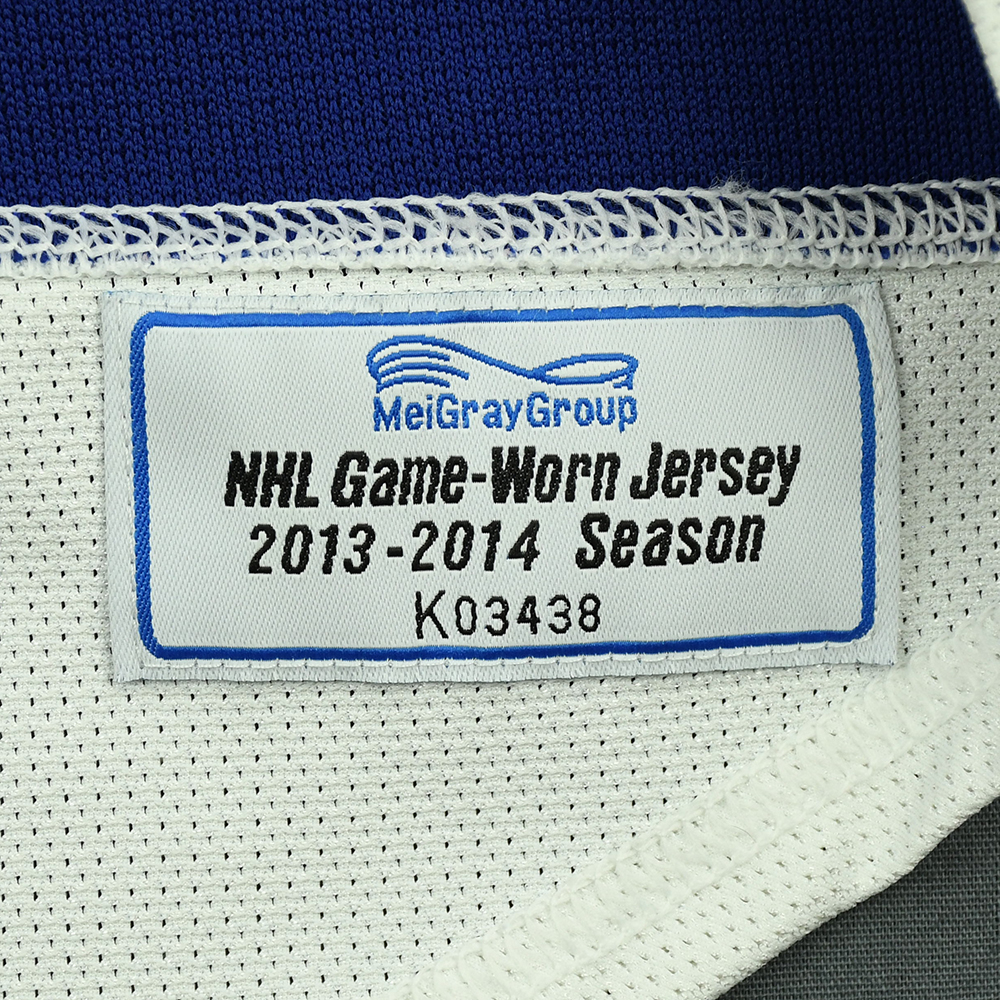 MeiGrayGroup
NHL Game-Worn Jersey
2013-2014 Season
K03438